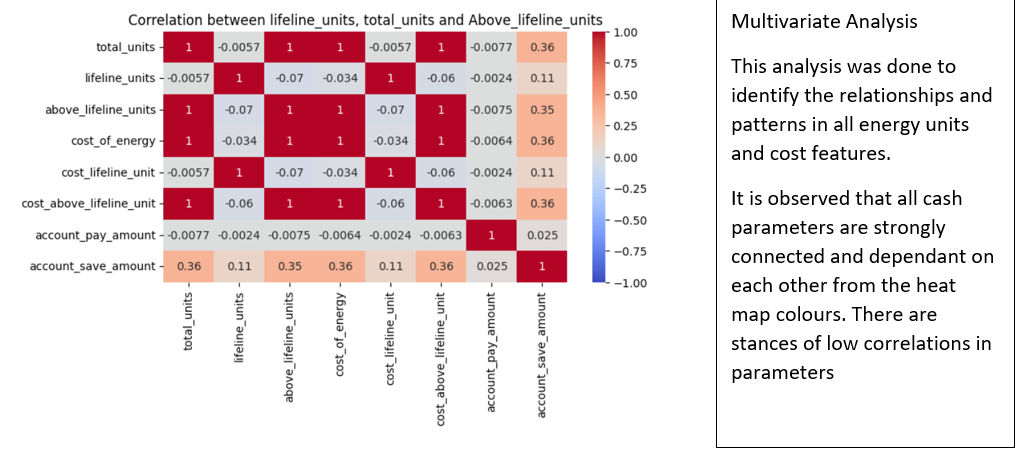 Correlation between lifeline_units, total_units and Above_lifeline_units
total_units 1 -0.0057 1 1 -0.0057 1 -0.0077 0.36
lifeline_units -0.0057 1 -0.07 -0.034 1 -0.06 -0.0024 0.11
above_lifeline_units 1 -0.07 1 1 -0.07 1 -0.0075 0.35
cost_of_energy 1 -0.034 1 1 -0.034 1 -0.0064 0.36
cost_lifeline_unit -0.0057 1 -0.07 -0.034 1 -0.06 -0.0024 0.11
cost_above_lifeline_unit 1 -0.06 1 1 -0.06 1 -0.0063 0.36
account_pay_amount -0.0077 -0.0024 -0.0075 -0.0064 -0.0024 -0.0063 1 0.025
account_save_amount 0.36 0.11 0.35 0.36 0.11 0.36 0.025 1
total_units
lifeline_units
above_lifeline_units
cost_of_energy
cost_lifeline_unit
cost_above_lifeline_unit
account_pay_amount
account_save_amount
1.00
0.75
0.50
0.25
0.00
−0.25
−0.50
−0.75
−1.00
Multivariate Analysis
This analysis was done to
identify the relationships and
patterns in all energy units
and cost features.
It is observed that all cash
parameters are strongly
connected and dependant on
each other from the heat
map colours. There are
stances of low correlations in
parameters